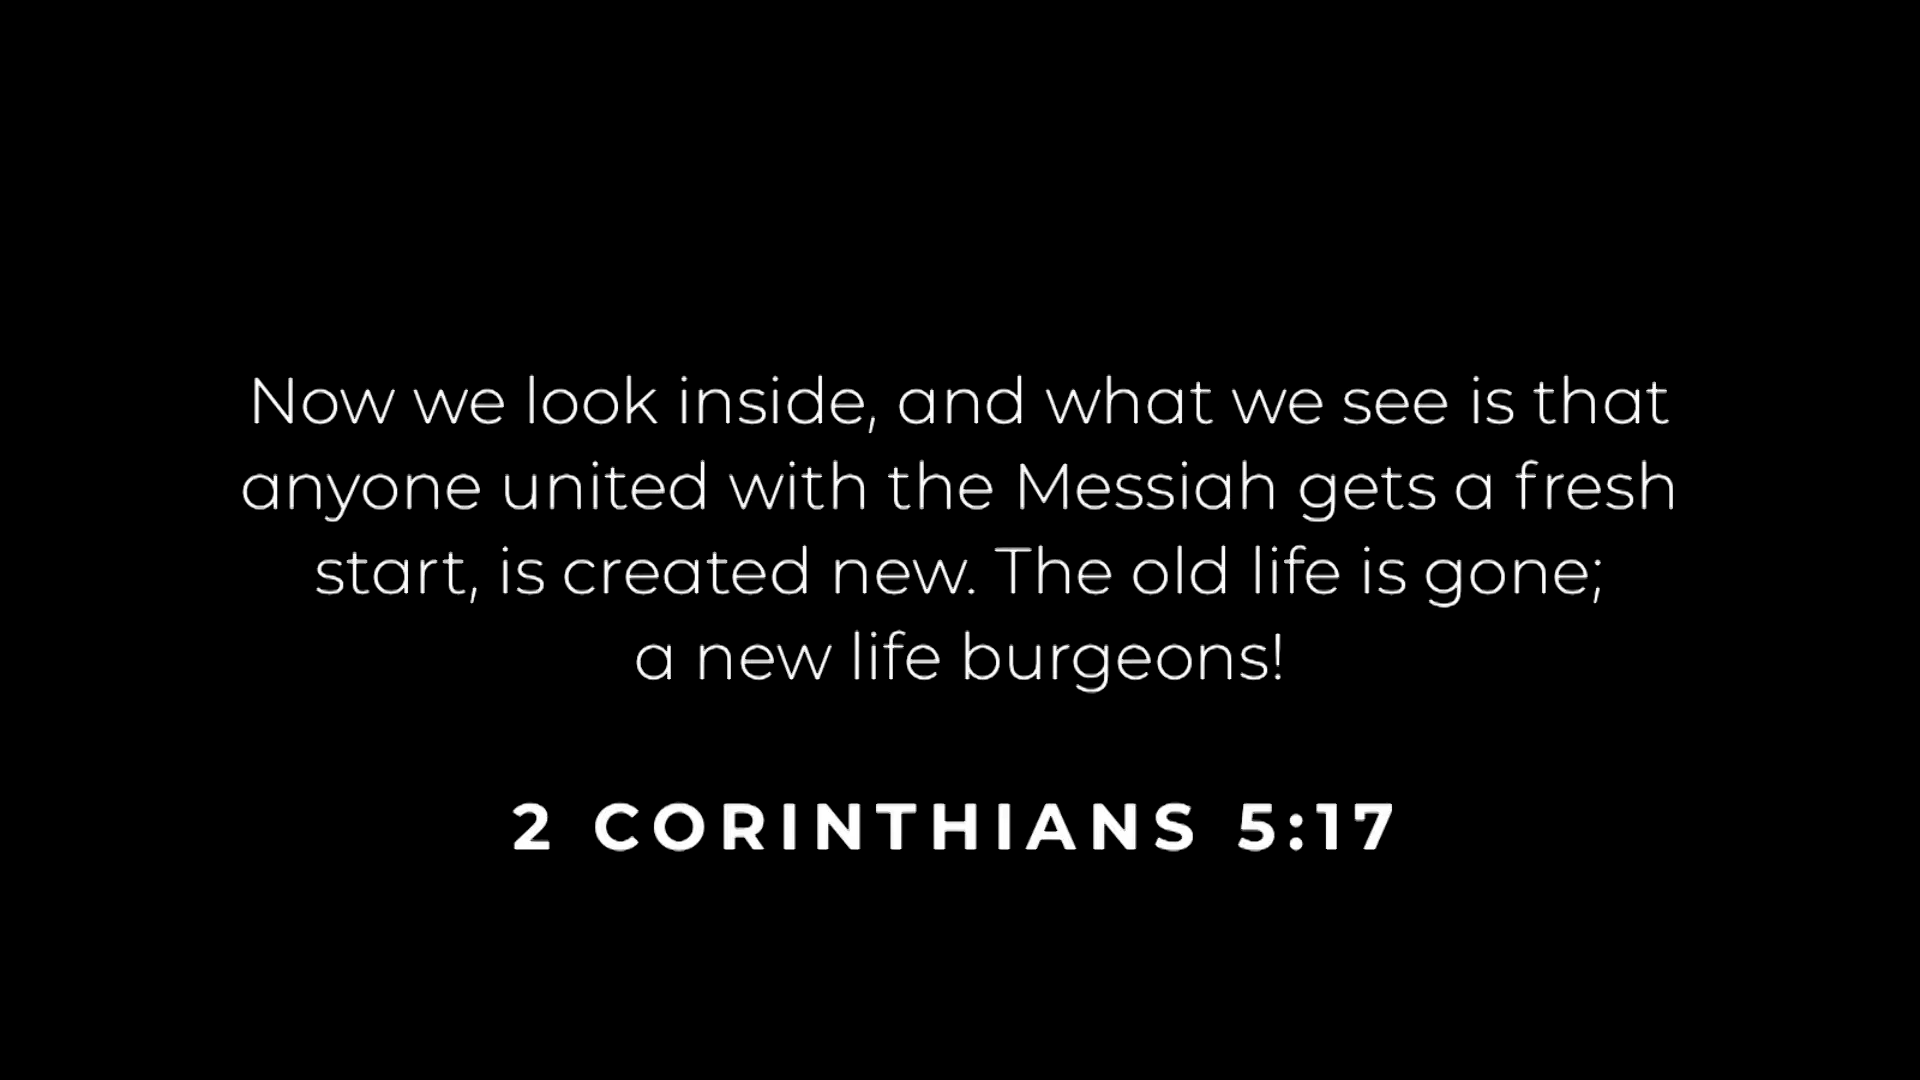 Now we look inside, and what we see is that
anyone united with the Messiah gets a fresh
start, is created new. The old life is gone;
a new life burgeons!
2 CORINTHIANS 5:17